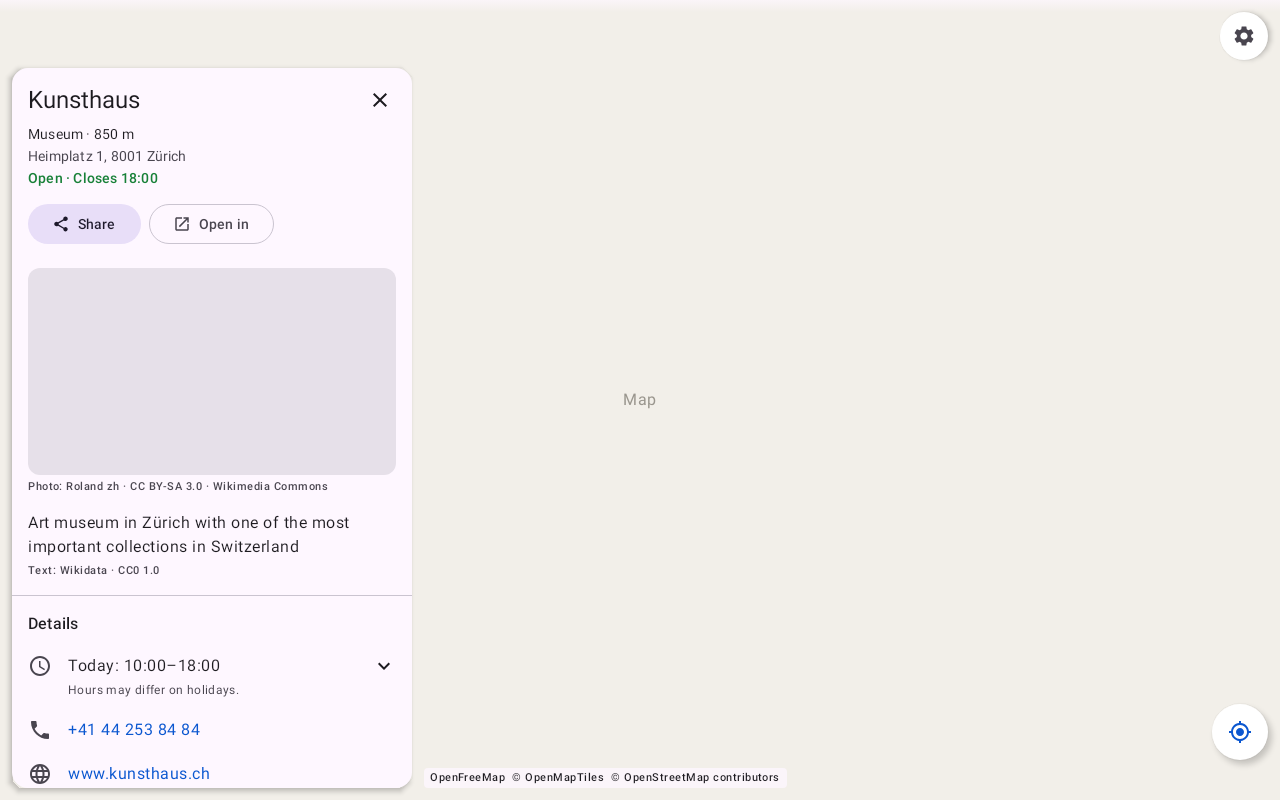 Kunsthaus
Museum · 850 m
Heimplatz 1, 8001 Zürich
Open · Closes 18:00
Share
Open in
Photo: Roland zh · CC BY-SA 3.0 · Wikimedia Commons
Art museum in Zürich with one of the most
important collections in Switzerland
Text: Wikidata · CC0 1.0
Details
Today: 10:00–18:00
Hours may differ on holidays.
+41 44 253 84 84
www.kunsthaus.ch
Map
OpenFreeMap © OpenMapTiles © OpenStreetMap contributors